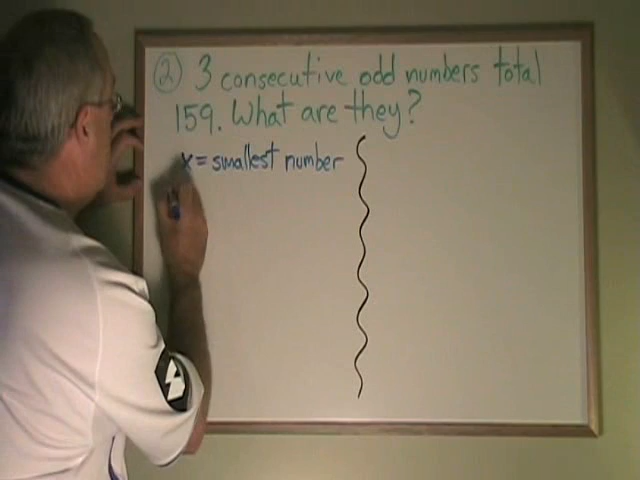 ② 3 consecutive odd numbers total
159. What are they?
x = smallest number